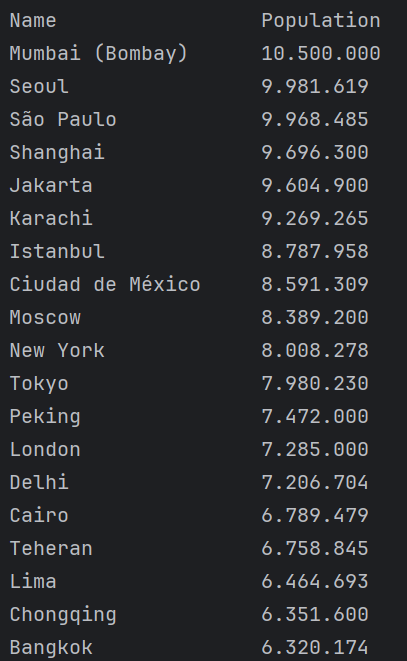 Name Population
Mumbai (Bombay) 10.500.000
Seoul 9.981.619
São Paulo 9.968.485
Shanghai 9.696.300
Jakarta 9.604.900
Karachi 9.269.265
Istanbul 8.787.958
Ciudad de México 8.591.309
Moscow 8.389.200
New York 8.008.278
Tokyo 7.980.230
Peking 7.472.000
London 7.285.000
Delhi 7.206.704
Cairo 6.789.479
Teheran 6.758.845
Lima 6.464.693
Chongqing 6.351.600
Bangkok 6.320.174